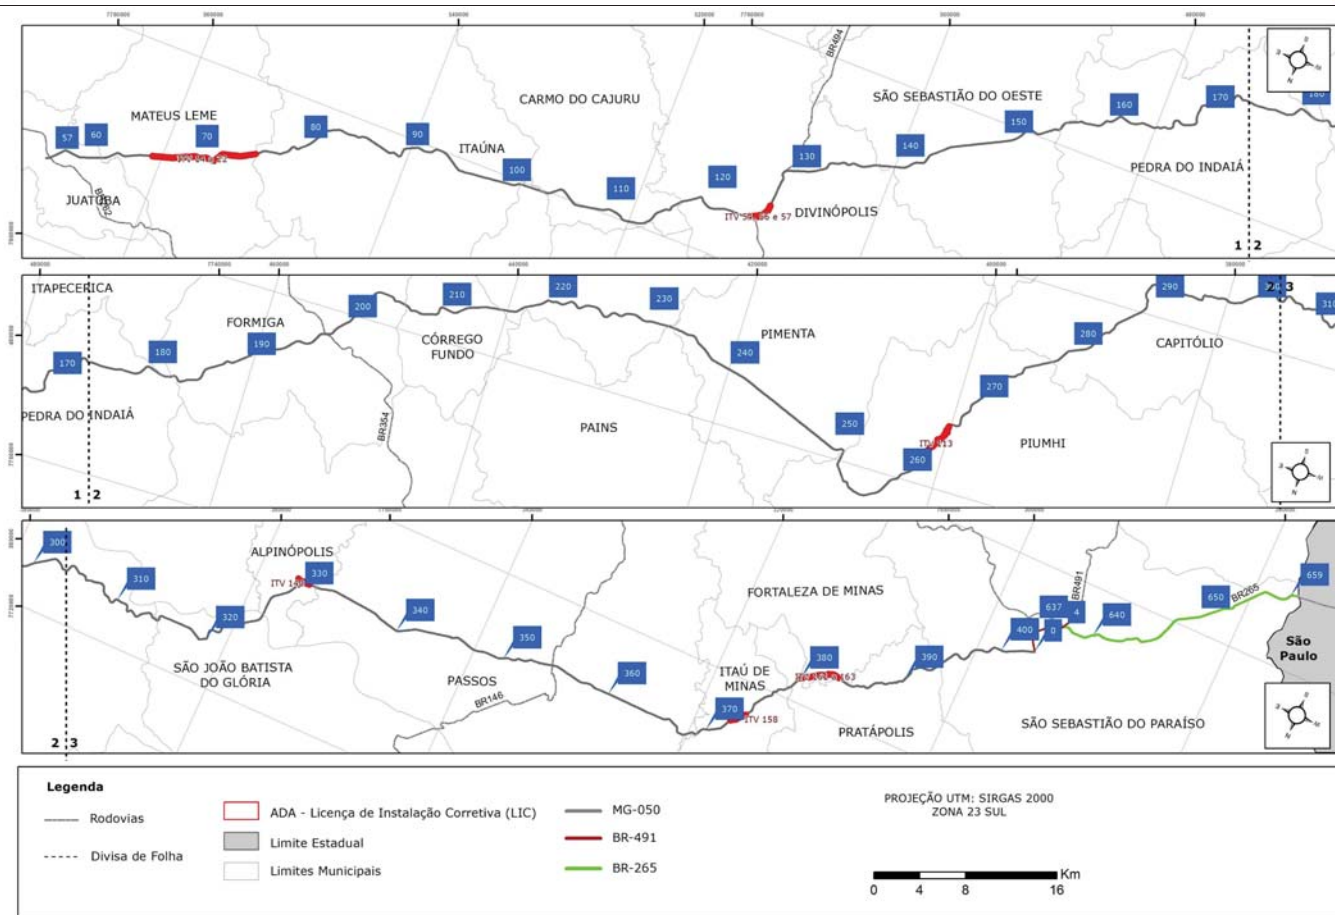 BR494
CARMO DO CAJURU
SÃO SEBASTIÃO DO OESTE
MATEUS LEME
57
60
70
80
90
100
110
120
130
140
150
160
170
180
ITAÚNA
PEDRA DO INDAIÁ
JUATUBA
DIVINÓPOLIS
1 2
ITAPECERICA
FORMIGA
CÓRREGO
FUNDO
PIMENTA
CAPITÓLIO
170
180
190
200
210
220
230
240
250
260
270
280
290
310
2 3
PEDRA DO INDAIÁ
BR354
PAINS
PIUMHI
1 2
ALPINÓPOLIS
FORTALEZA DE MINAS
BR491
BR265
300
310
320
330
340
350
360
370
380
390
400
637
0
4
640
650
659
São
Paulo
SÃO JOÃO BATISTA
DO GLÓRIA
PASSOS
BR146
ITAÚ DE
MINAS
ITV 158
PRATÁPOLIS
SÃO SEBASTIÃO DO PARAÍSO
2 3
Legenda
Rodovias
Divisa de Folha
ADA - Licença de Instalação Corretiva (LIC)
Limite Estadual
Limites Municipais
MG-050
BR-491
BR-265
PROJEÇÃO UTM: SIRGAS 2000
ZONA 23 SUL
0 4 8 16 Km